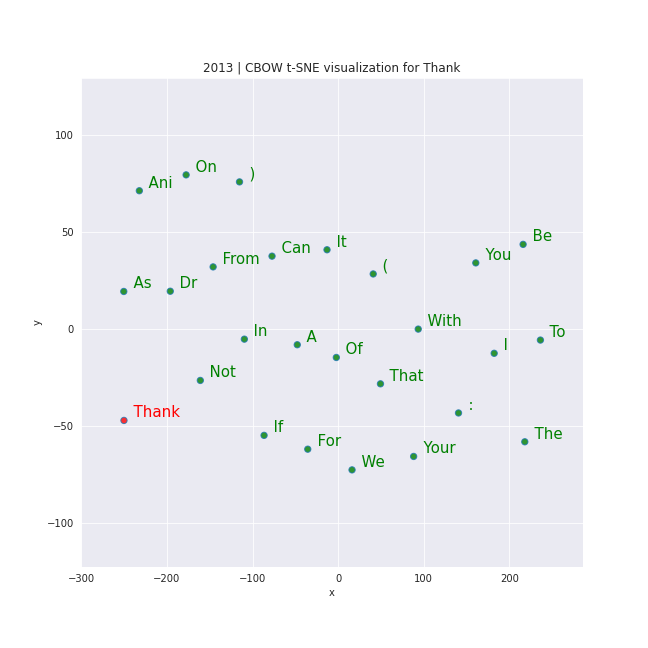 2013 | CBOW t-SNE visualization for Thank
100
50
0
−50
−100
y
On
)
Ani
It
Can
From
(
Be
You
As
Dr
With
In
A
Of
I
To
Not
That
Thank
:
If
For
We
Your
The
−300
−200
−100
0
100
200
x